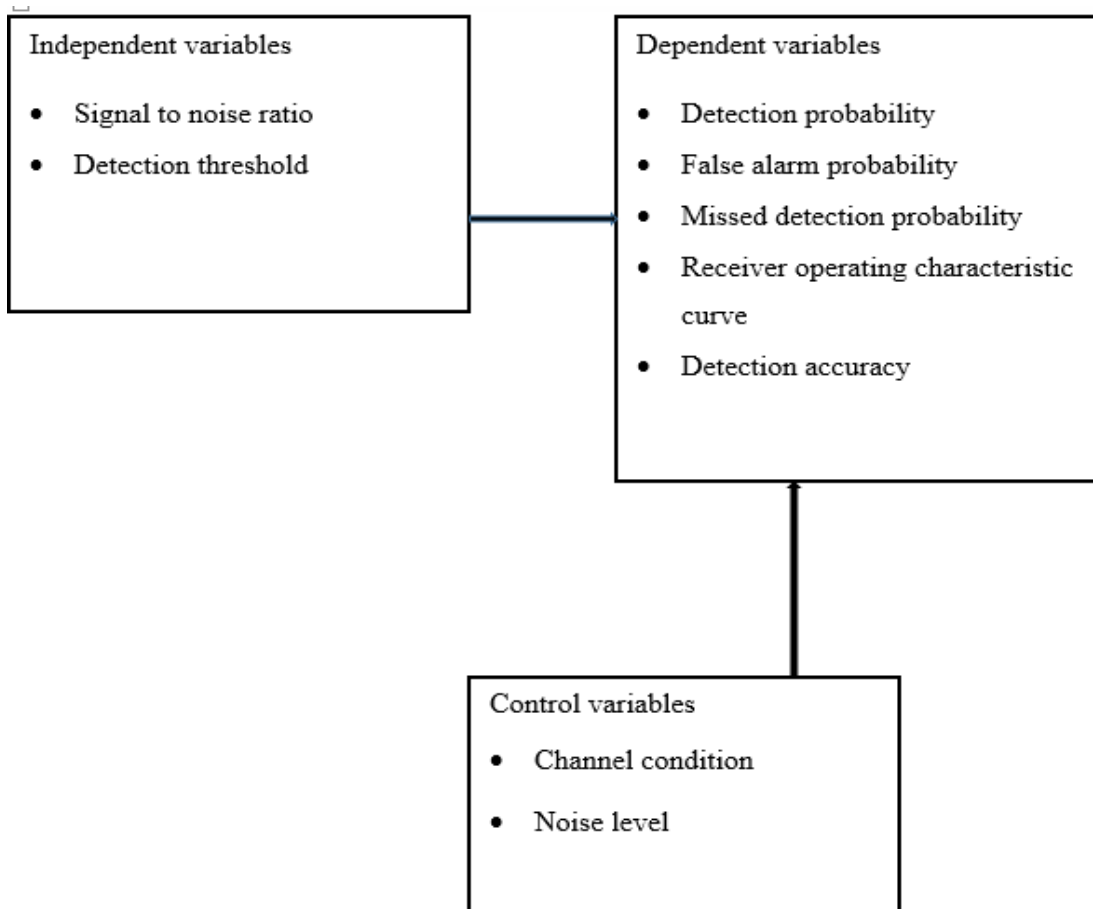 Independent variables
• Signal to noise ratio
• Detection threshold
Dependent variables
• Detection probability
• False alarm probability
• Missed detection probability
• Receiver operating characteristic
curve
• Detection accuracy
Control variables
• Channel condition
• Noise level